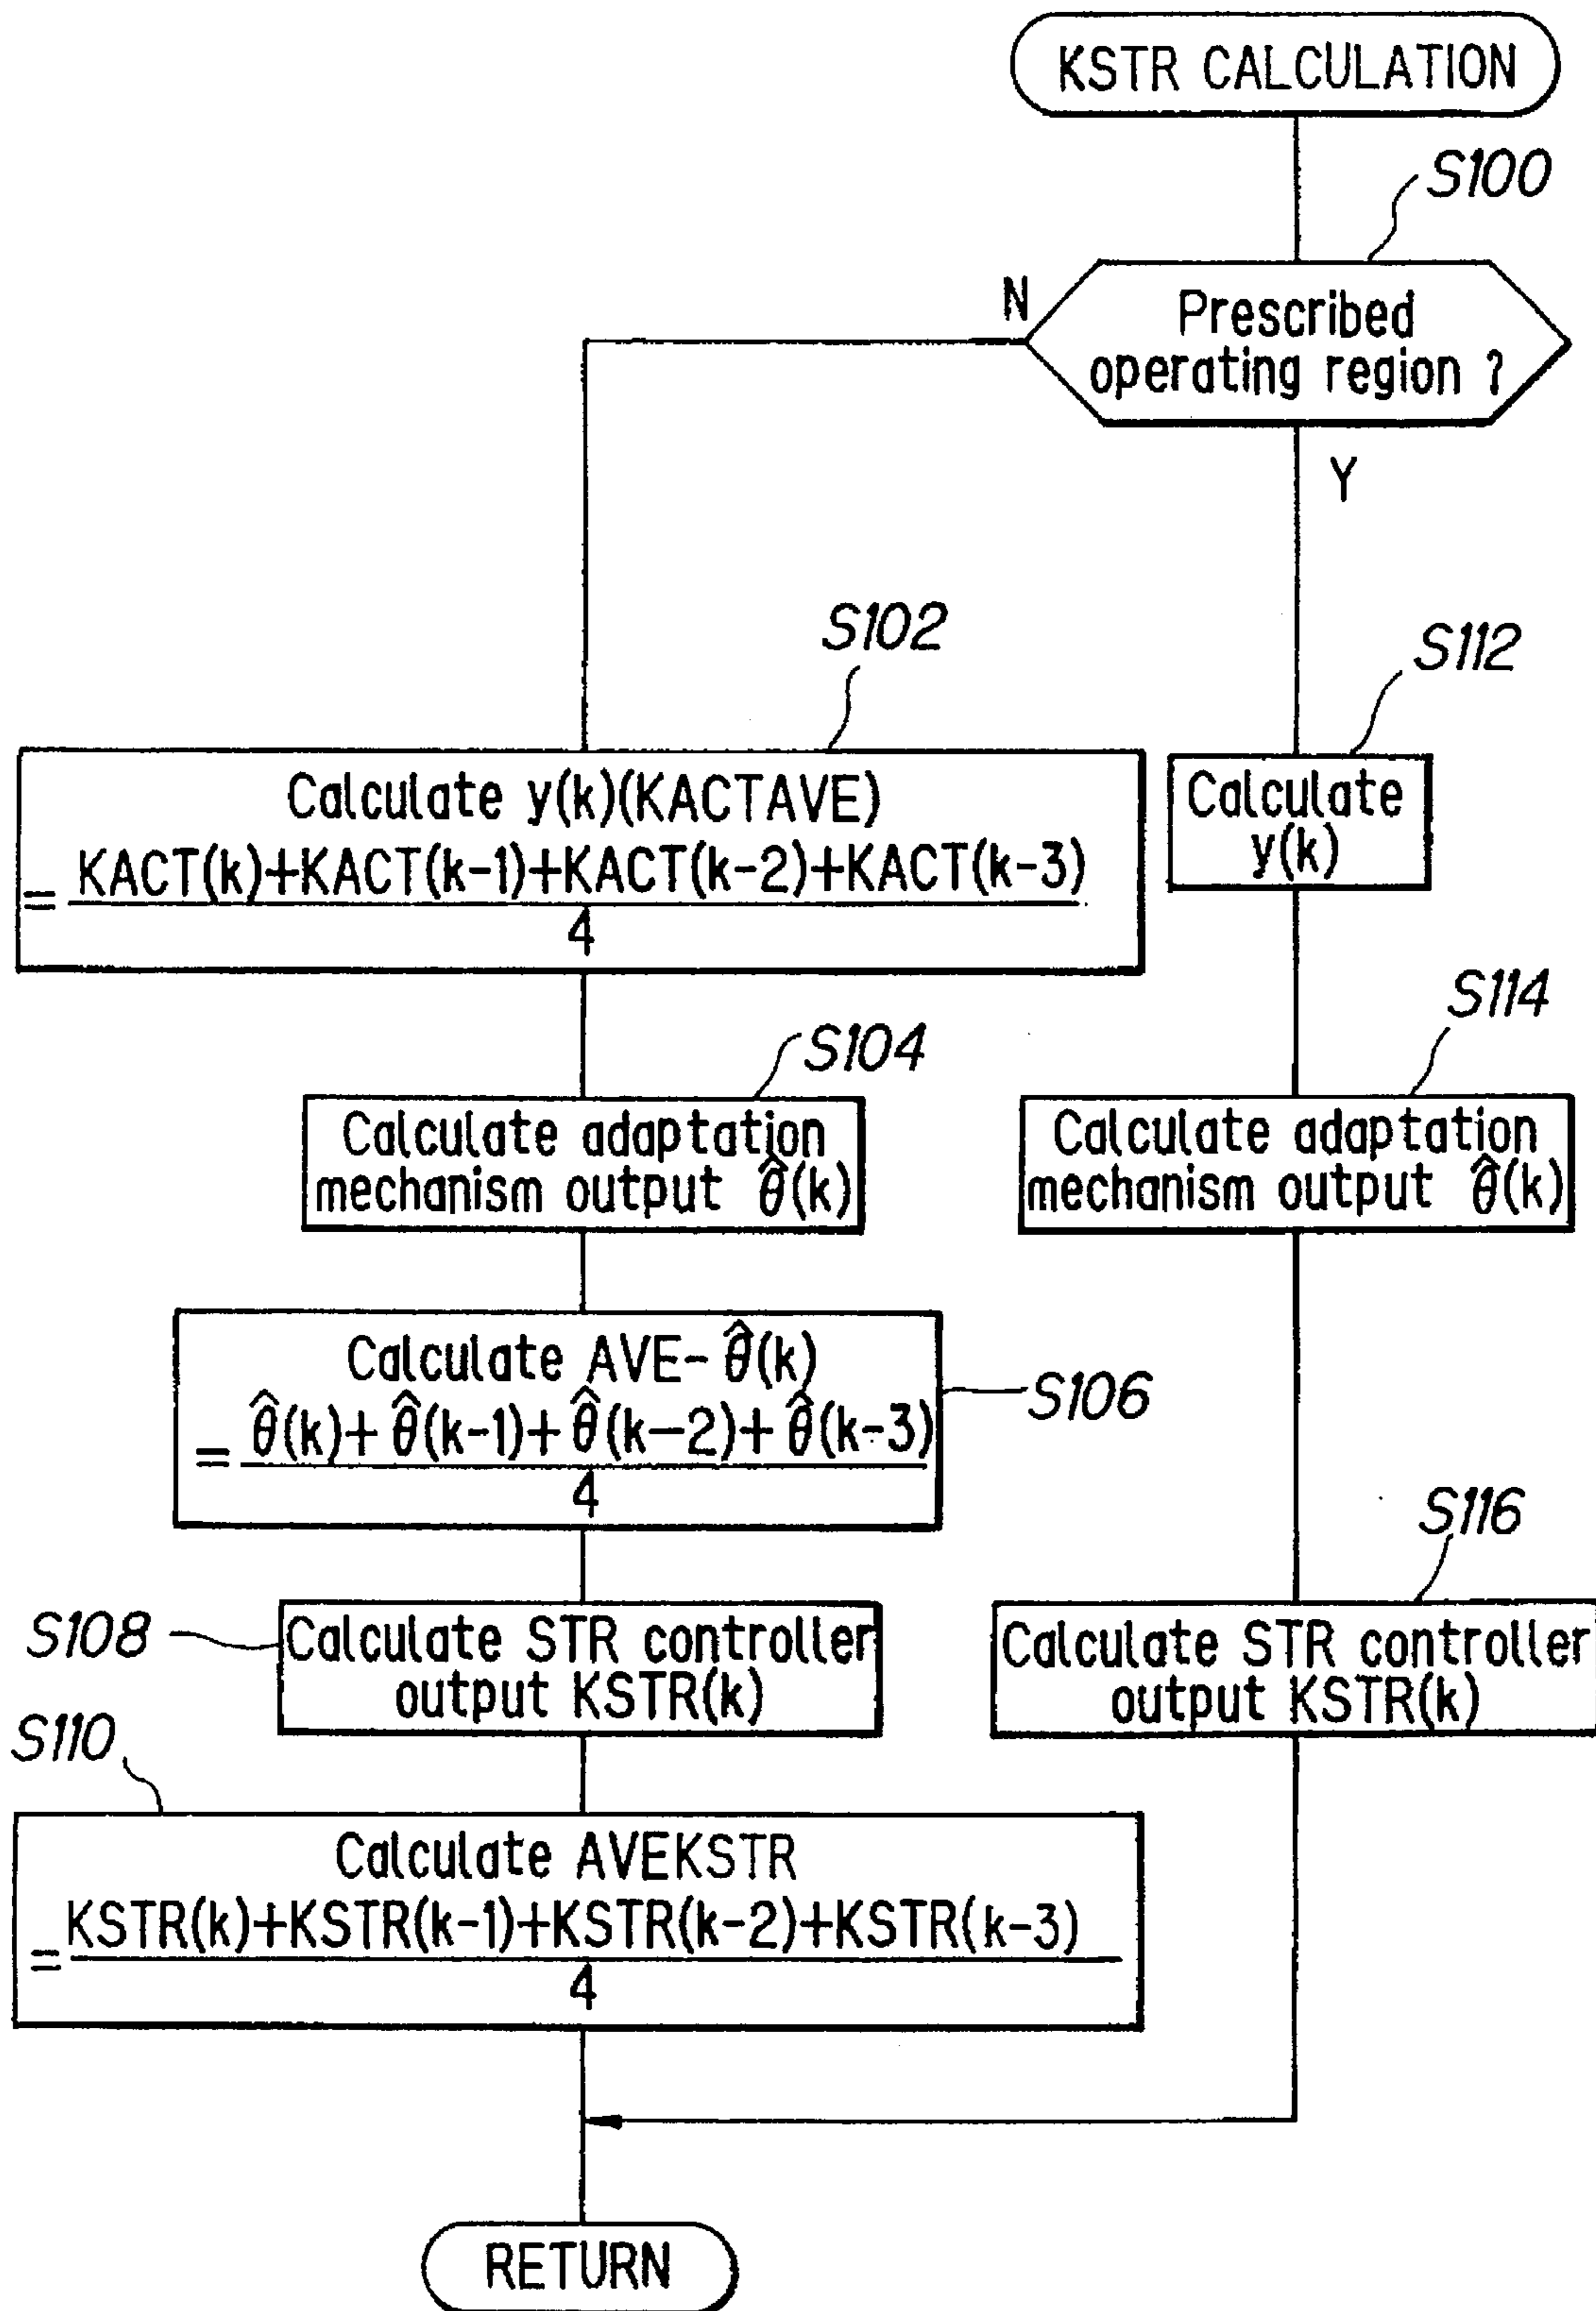 KSTR CALCULATION
S100
N
Prescribed
operating region ?
Y
S102
Calculate y(k)(KACTAVE)
= KACT(k)+KACT(k-1)+KACT(k-2)+KACT(k-3)
4
S104
Calculate adaptation
mechanism output θ̂(k)
Calculate AVE- θ̂(k)
= θ̂(k)+ θ̂(k-1)+ θ̂(k-2)+ θ̂(k-3)
4
S106
S108
Calculate STR controller
output KSTR(k)
S110
Calculate AVEKSTR
= KSTR(k)+KSTR(k-1)+KSTR(k-2)+KSTR(k-3)
4
S112
Calculate
y(k)
S114
Calculate adaptation
mechanism output θ̂(k)
S116
Calculate STR controller
output KSTR(k)
RETURN